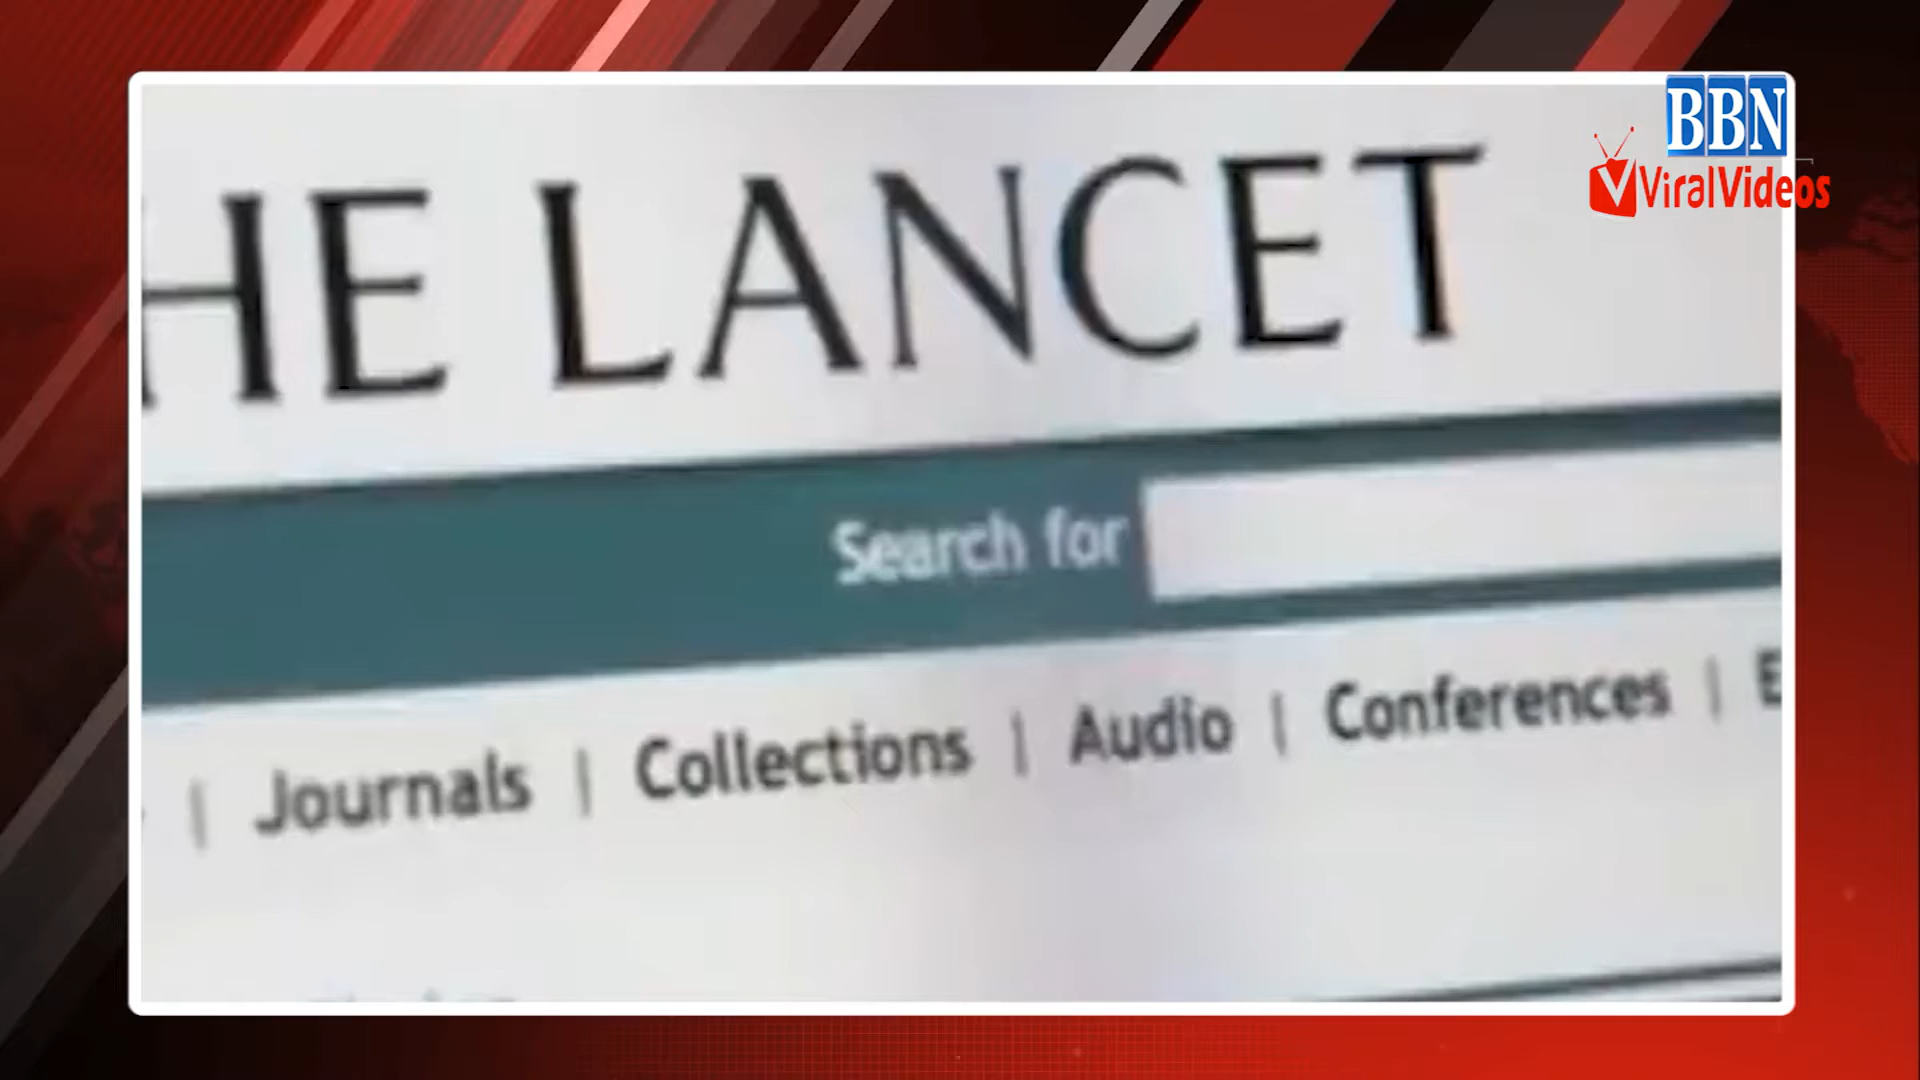 BBN
ViralVideos
HE LANCET
Search for
| Journals | Collections | Audio | Conferences | E